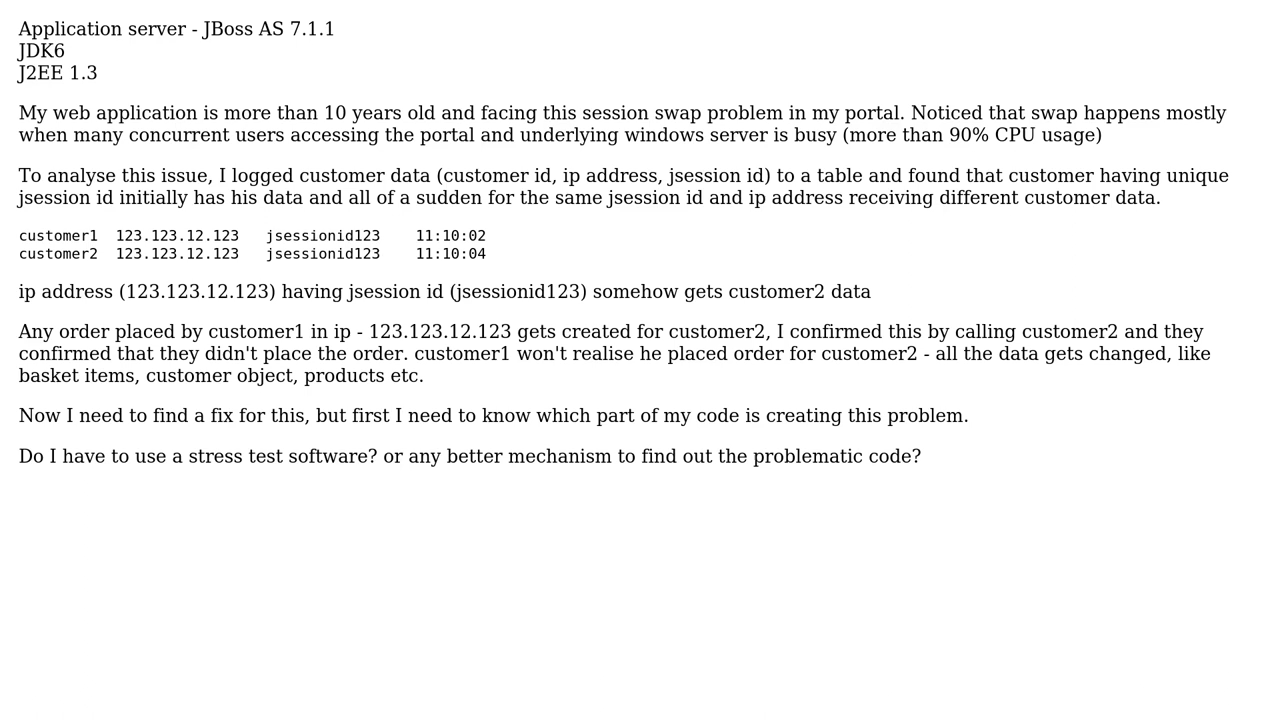 Application server - JBoss AS 7.1.1
JDK6
J2EE 1.3
My web application is more than 10 years old and facing this session swap problem in my portal. Noticed that swap happens mostly
when many concurrent users accessing the portal and underlying windows server is busy (more than 90% CPU usage)
To analyse this issue, I logged customer data (customer id, ip address, jsession id) to a table and found that customer having unique
jsession id initially has his data and all of a sudden for the same jsession id and ip address receiving different customer data.
customer1  123.123.12.123   jsessionid123    11:10:02
customer2  123.123.12.123   jsessionid123    11:10:04
ip address (123.123.12.123) having jsession id (jsessionid123) somehow gets customer2 data
Any order placed by customer1 in ip - 123.123.12.123 gets created for customer2, I confirmed this by calling customer2 and they
confirmed that they didn't place the order. customer1 won't realise he placed order for customer2 - all the data gets changed, like
basket items, customer object, products etc.
Now I need to find a fix for this, but first I need to know which part of my code is creating this problem.
Do I have to use a stress test software? or any better mechanism to find out the problematic code?